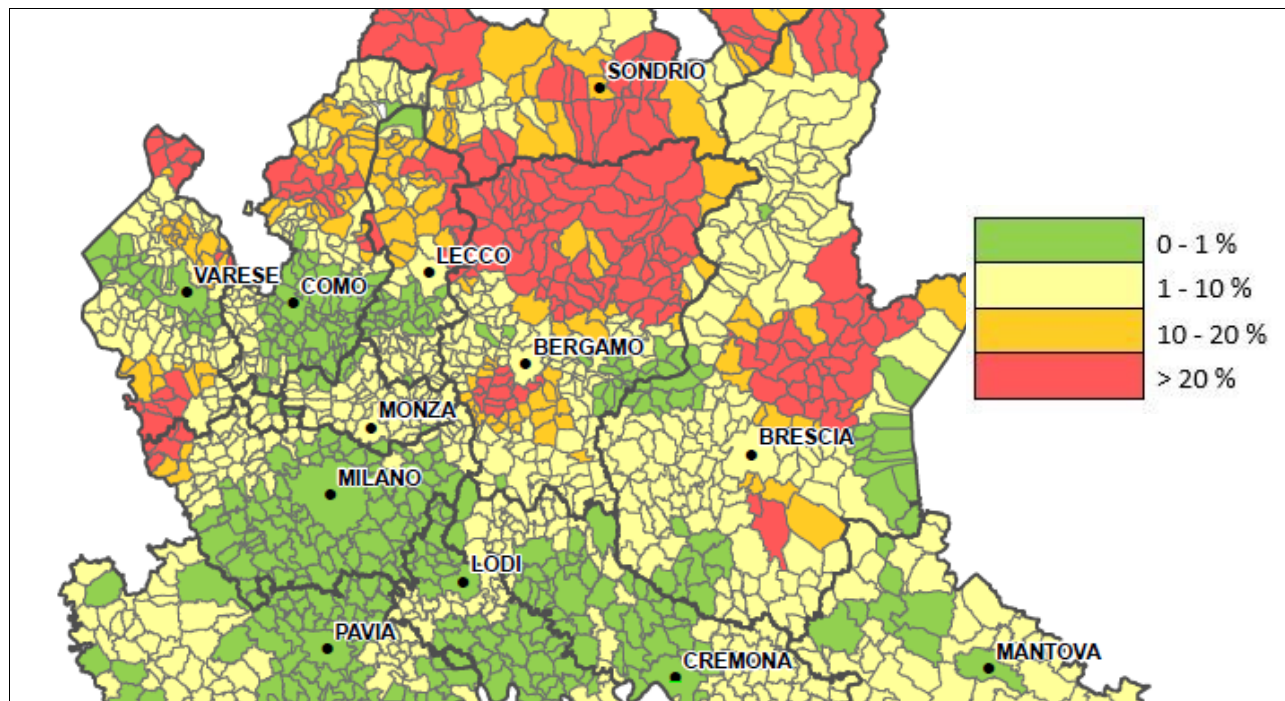 SONDRIO
LECCO
VARESE
COMO
BERGAMO
MONZA
BRESCIA
MILANO
LODI
PAVIA
CREMONA
MANTOVA
0 - 1 %
1 - 10 %
10 - 20 %
> 20 %